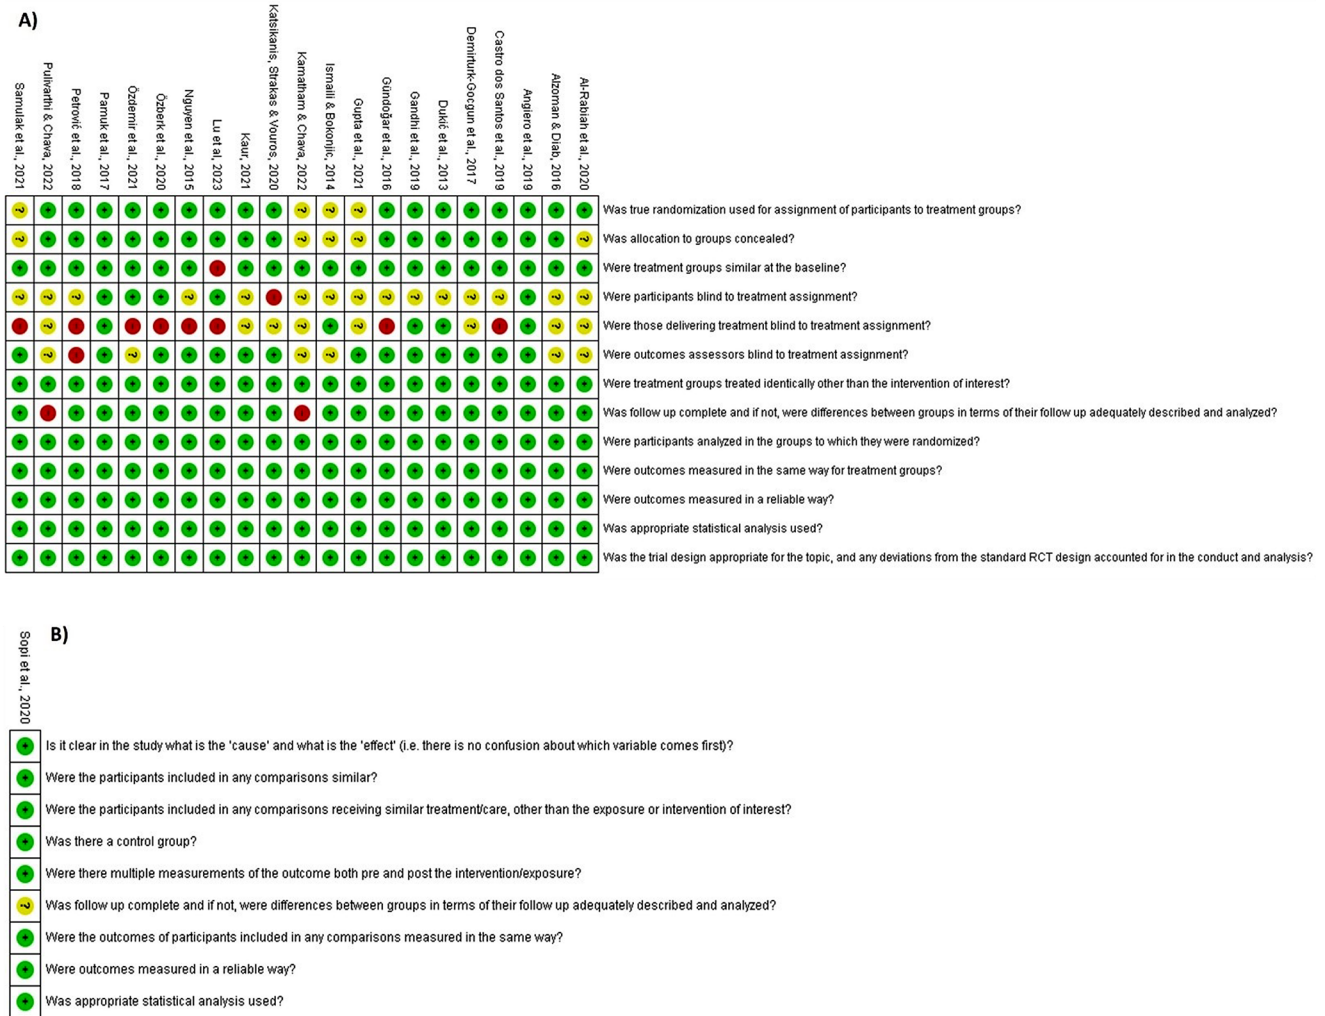 A)
Samulak et al., 2021
Pulivarthi & Chava, 2022
Petrović et al., 2018
Pamuk et al., 2017
Özdemir et al., 2021
Özberk et al., 2020
Nguyen et al., 2015
Lu et al, 2023
Kaur, 2021
Katsikanis, Strakas & Vouros, 2020
Kamatham & Chava, 2022
Ismaili & Bokonjic, 2014
Gupta et al., 2021
Gündoğar et al., 2016
Gandhi et al., 2019
Dukić et al., 2013
Demirturk-Gocgun et al., 2017
Castro dos Santos et al., 2019
Angiero et al., 2019
Alzoman & Diab, 2016
Al-Rabiah et al., 2020
? + + + + + + + + + ? ? ? + + + + + + + + Was true randomization used for assignment of participants to treatment groups?
? + + + + + + + + + ? ? ? + + + + + + + ? Was allocation to groups concealed?
+ + + + + + + - + + + + + + + + + + + + + Were treatment groups similar at the baseline?
? ? ? + + + ? + ? - ? ? ? ? ? ? ? ? + ? ? Were participants blind to treatment assignment?
- ? - + - - - - ? ? ? + ? - + + ? - + ? ? Were those delivering treatment blind to treatment assignment?
+ ? - + ? + + + + + ? ? + + + + + + + ? ? Were outcomes assessors blind to treatment assignment?
+ + + + + + + + + + + + + + + + + + + + + Were treatment groups treated identically other than the intervention of interest?
+ - + + + + + + + + - + + + + + + + + + + Was follow up complete and if not, were differences between groups in terms of their follow up adequately described and analyzed?
+ + + + + + + + + + + + + + + + + + + + + Were participants analyzed in the groups to which they were randomized?
+ + + + + + + + + + + + + + + + + + + + + Were outcomes measured in the same way for treatment groups?
+ + + + + + + + + + + + + + + + + + + + + Were outcomes measured in a reliable way?
+ + + + + + + + + + + + + + + + + + + + + Was appropriate statistical analysis used?
+ + + + + + + + + + + + + + + + + + + + + Was the trial design appropriate for the topic, and any deviations from the standard RCT design accounted for in the conduct and analysis?
B)
Sopi et al., 2020
+ Is it clear in the study what is the 'cause' and what is the 'effect' (i.e. there is no confusion about which variable comes first)?
+ Were the participants included in any comparisons similar?
+ Were the participants included in any comparisons receiving similar treatment/care, other than the exposure or intervention of interest?
+ Was there a control group?
+ Were there multiple measurements of the outcome both pre and post the intervention/exposure?
? Was follow up complete and if not, were differences between groups in terms of their follow up adequately described and analyzed?
+ Were the outcomes of participants included in any comparisons measured in the same way?
+ Were outcomes measured in a reliable way?
+ Was appropriate statistical analysis used?